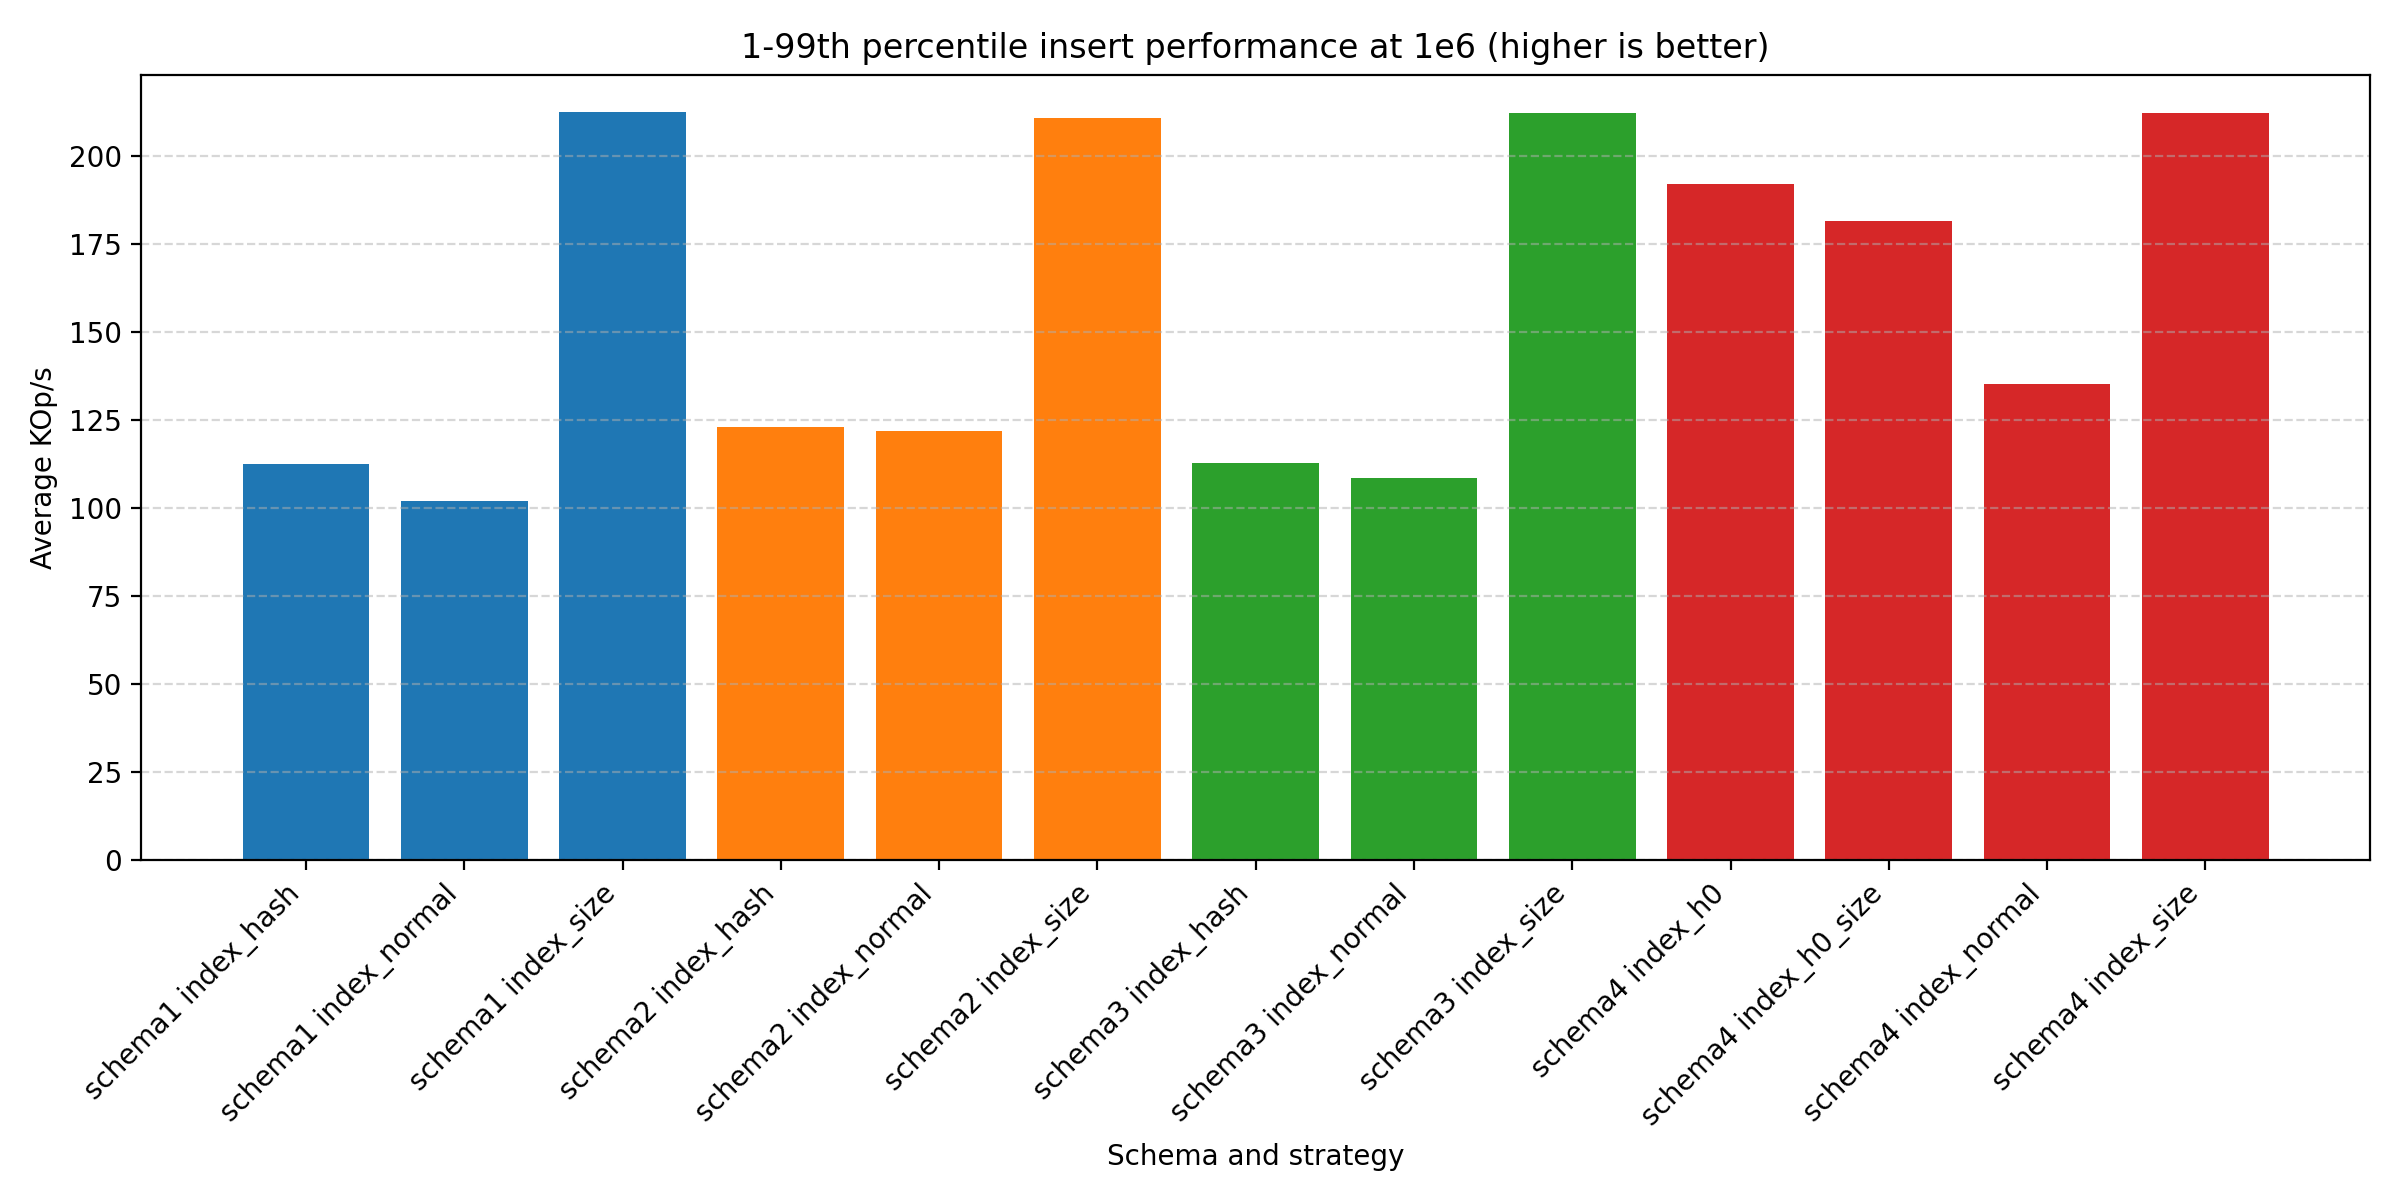 1-99th percentile insert performance at 1e6 (higher is better)
Average KOp/s
200
175
150
125
100
75
50
25
0
schema1 index_hash
schema1 index_normal
schema1 index_size
schema2 index_hash
schema2 index_normal
schema2 index_size
schema3 index_hash
schema3 index_normal
schema3 index_size
schema4 index_h0
schema4 index_h0_size
schema4 index_normal
schema4 index_size
Schema and strategy